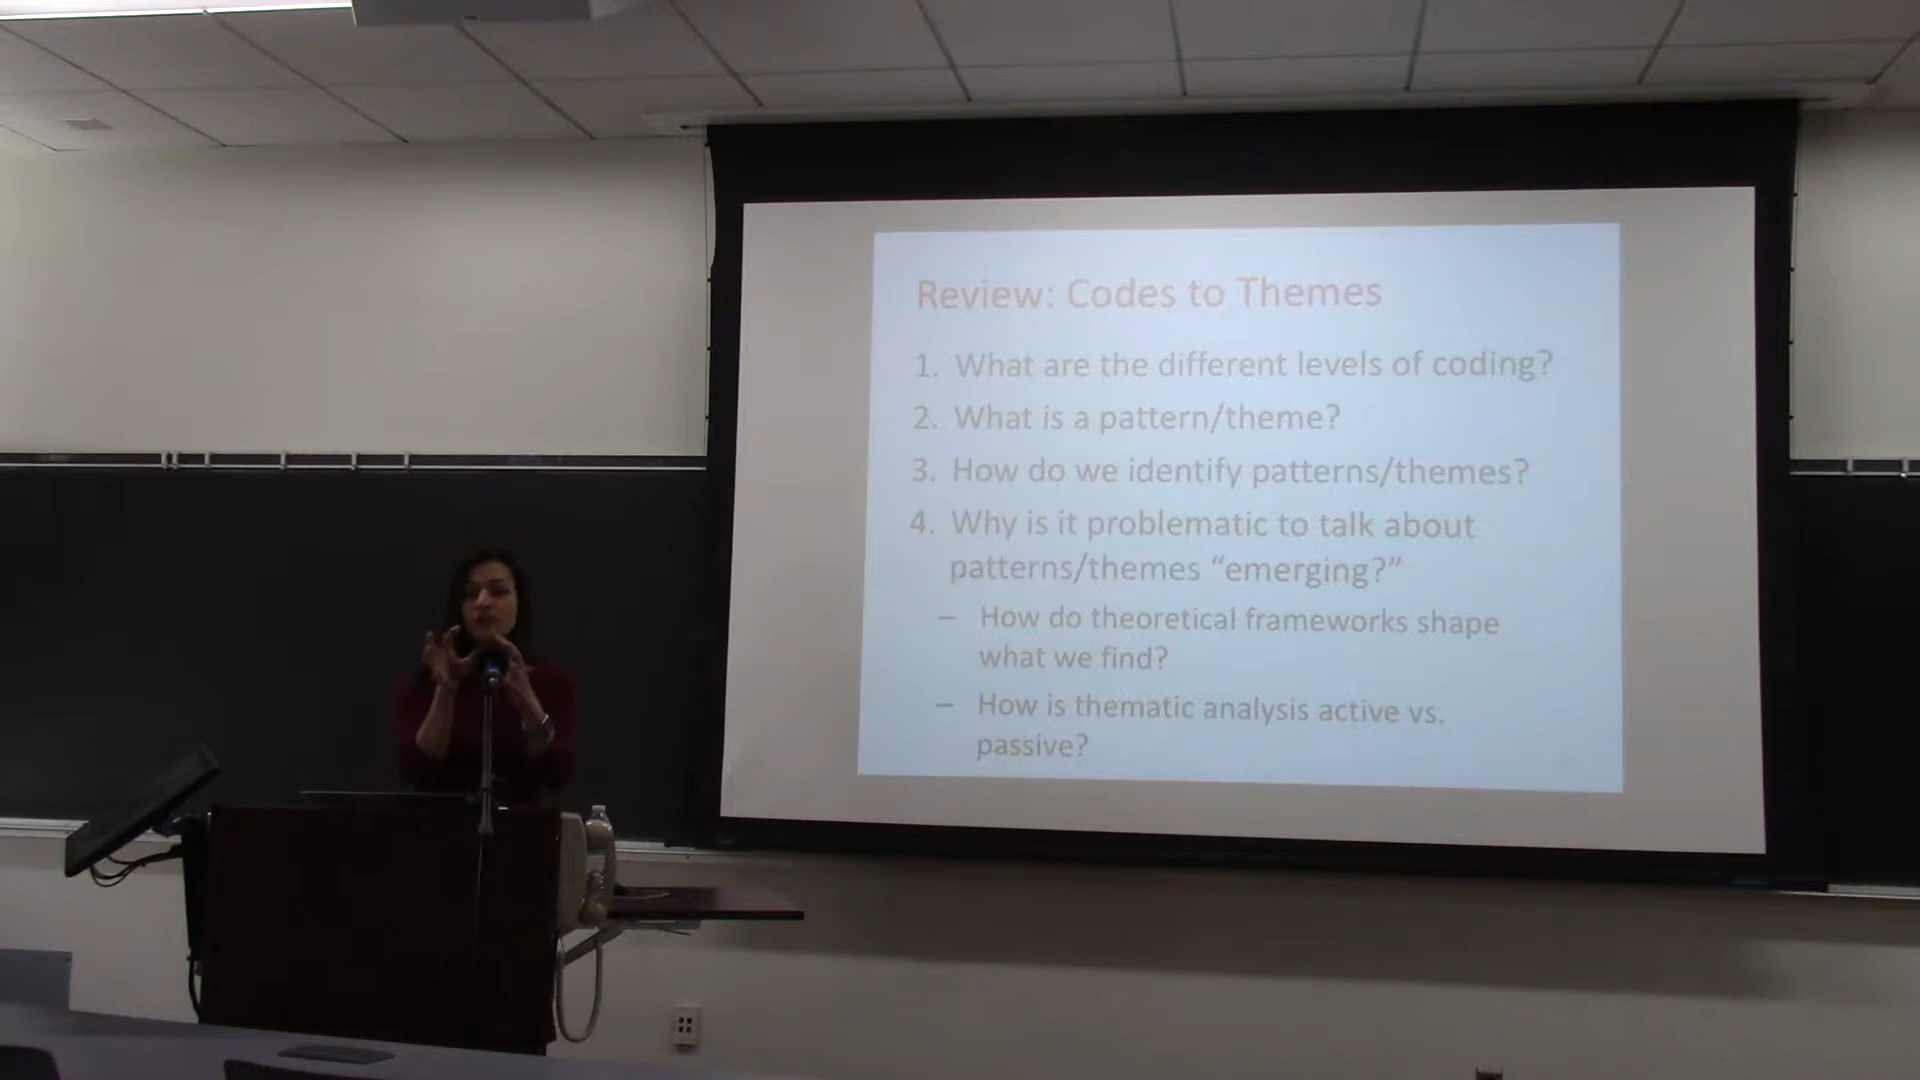 Review: Codes to Themes
1. What are the different levels of coding?
2. What is a pattern/theme?
3. How do we identify patterns/themes?
4. Why is it problematic to talk about
patterns/themes “emerging?”
– How do theoretical frameworks shape
what we find?
– How is thematic analysis active vs.
passive?